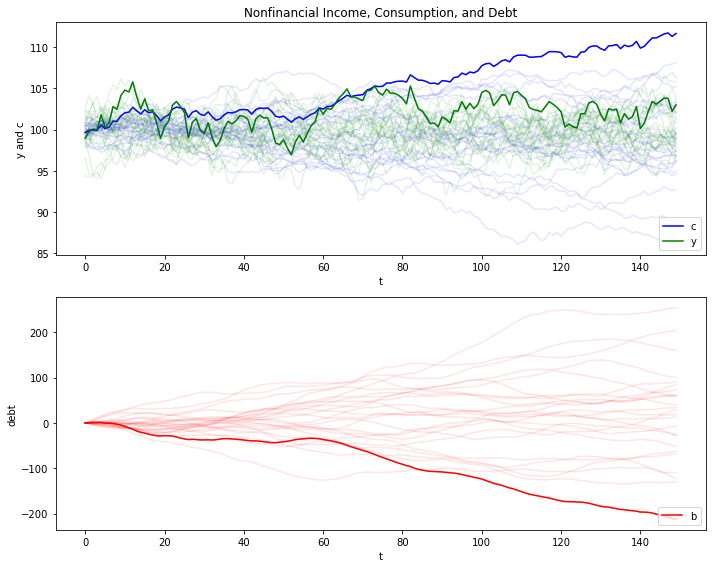 Nonfinancial Income, Consumption, and Debt
y and c
110
105
100
95
90
85
0 20 40 60 80 100 120 140
t
c
y
debt
200
100
0
−100
−200
0 20 40 60 80 100 120 140
t
b